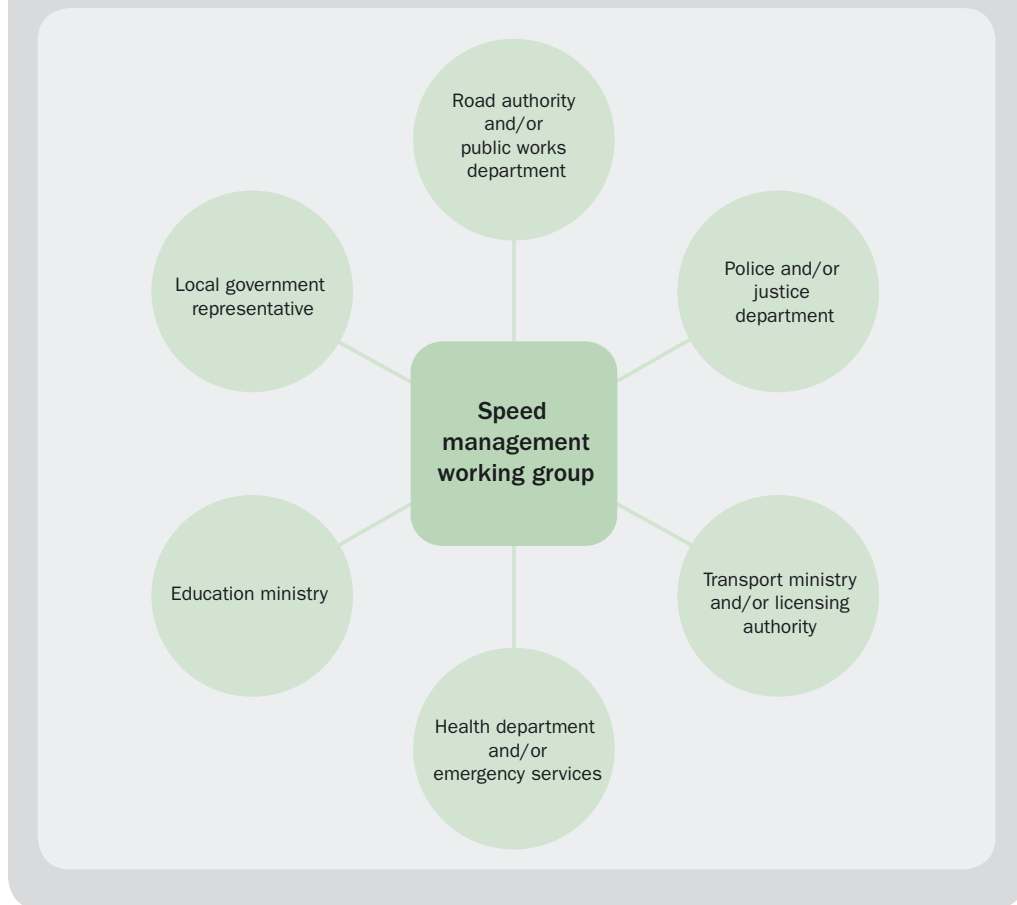 Road authority
and/or
public works
department
Local government
representative
Police and/or
justice
department
Speed
management
working group
Education ministry
Transport ministry
and/or licensing
authority
Health department
and/or
emergency services